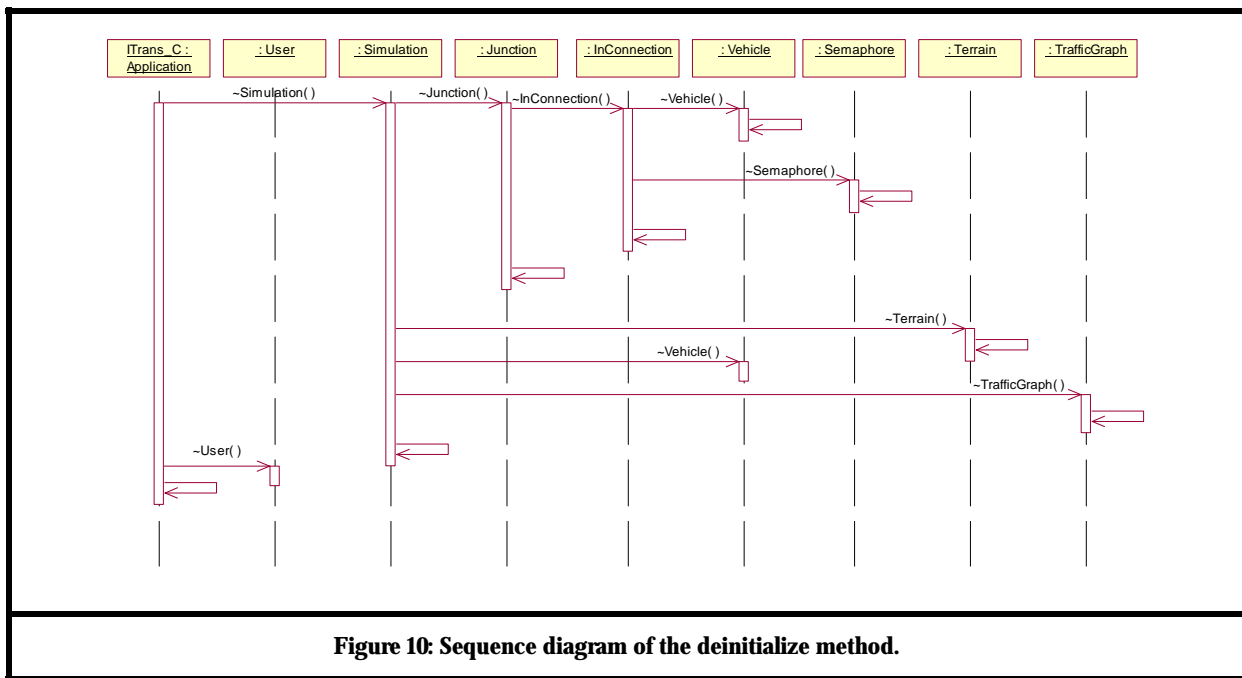 ITrans_C :
Application
: User
: Simulation
: Junction
: InConnection
: Vehicle
: Semaphore
: Terrain
: TrafficGraph
~Simulation( )
~Junction( )
~InConnection( )
~Vehicle( )
~Semaphore( )
~Terrain( )
~Vehicle( )
~TrafficGraph( )
~User( )
Figure 10: Sequence diagram of the deinitialize method.